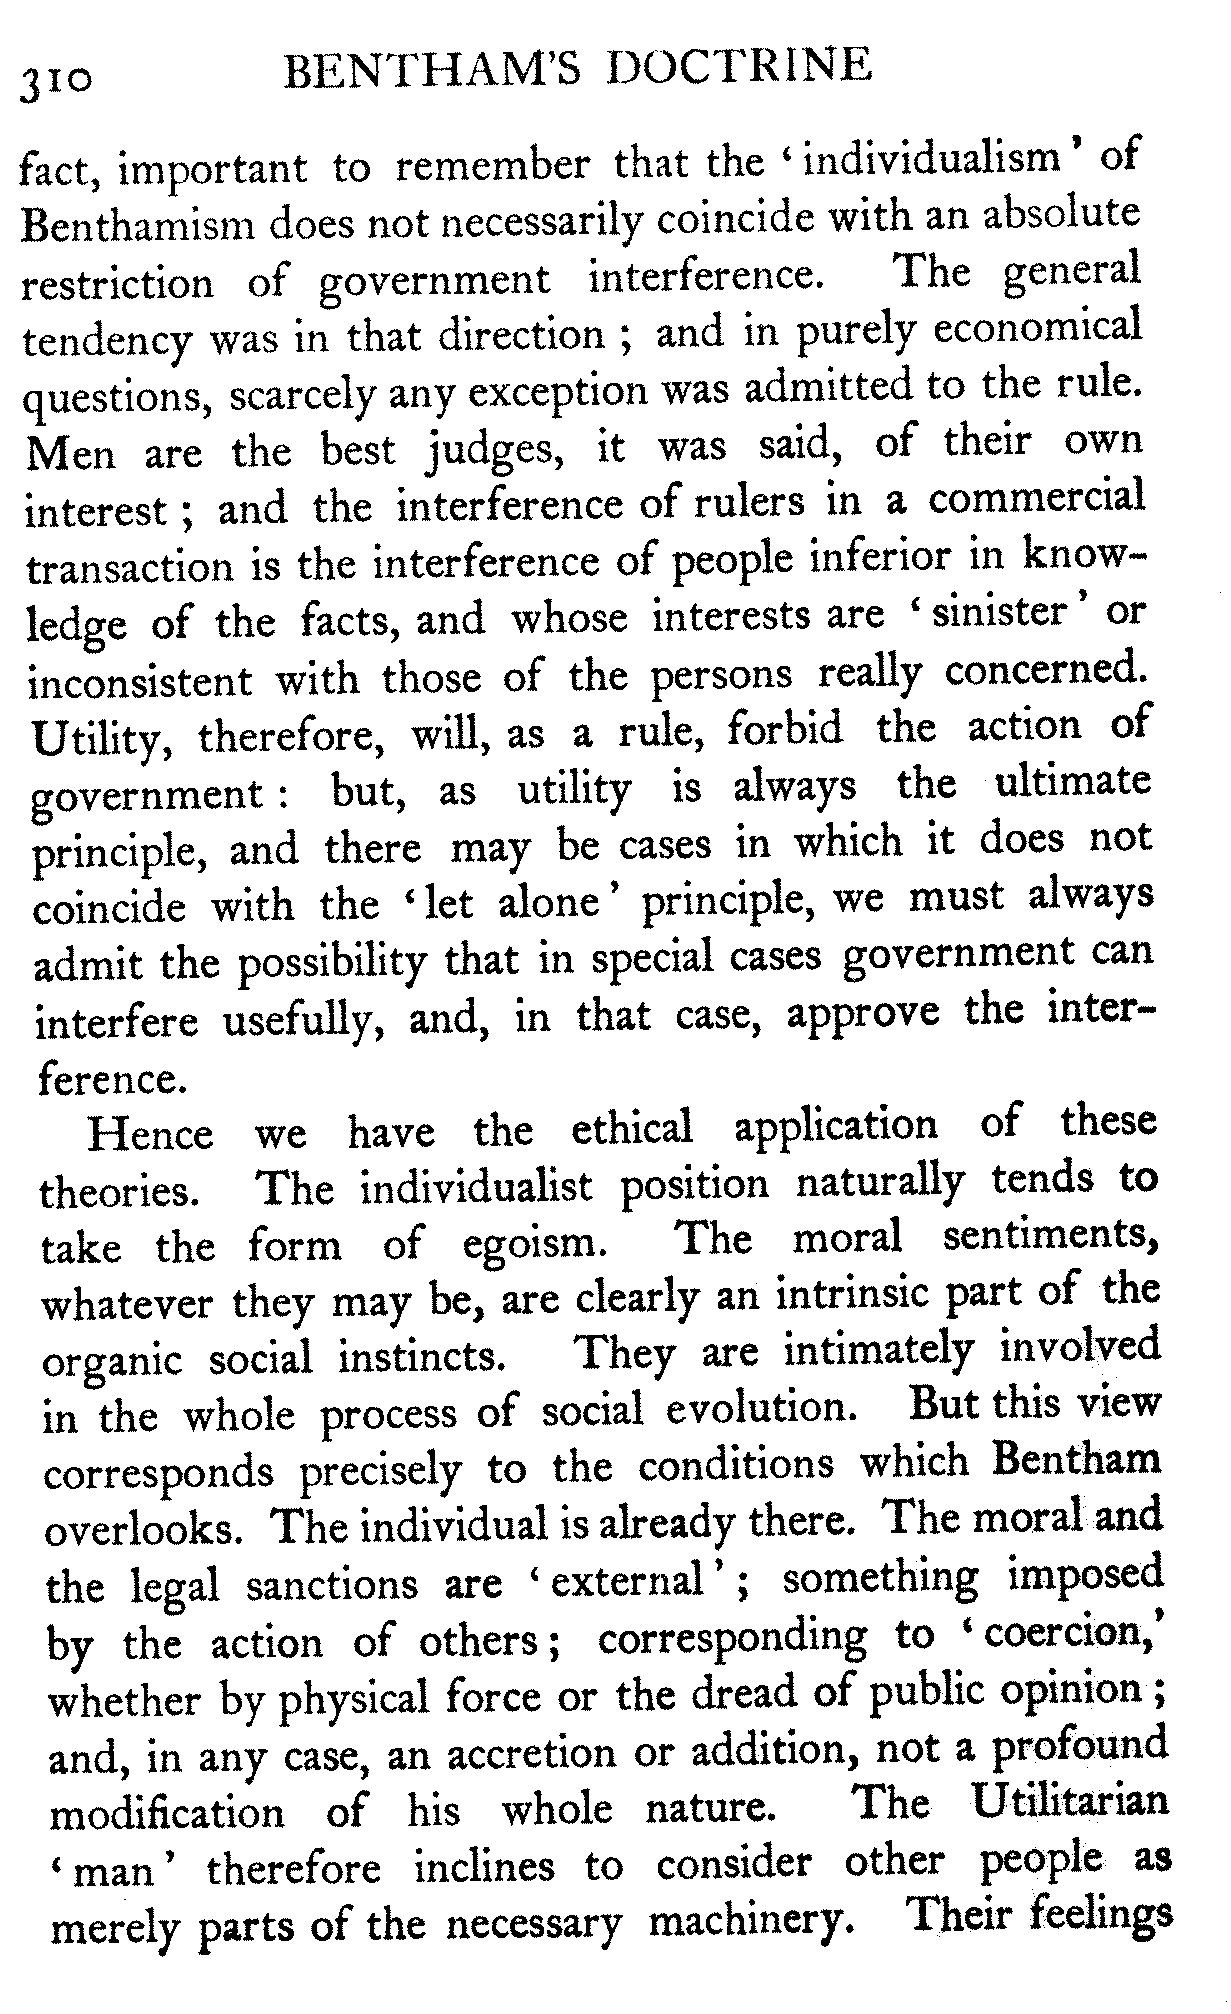 310 BENTHAM'S DOCTRINE
fact, important to remember that the ‘individualism’ of
Benthamism does not necessarily coincide with an absolute
restriction of government interference. The general
tendency was in that direction ; and in purely economical
questions, scarcely any exception was admitted to the rule.
Men are the best judges, it was said, of their own
interest ; and the interference of rulers in a commercial
transaction is the interference of people inferior in know-
ledge of the facts, and whose interests are ‘sinister’ or
inconsistent with those of the persons really concerned.
Utility, therefore, will, as a rule, forbid the action of
government : but, as utility is always the ultimate
principle, and there may be cases in which it does not
coincide with the ‘let alone’ principle, we must always
admit the possibility that in special cases government can
interfere usefully, and, in that case, approve the inter-
ference.
Hence we have the ethical application of these
theories. The individualist position naturally tends to
take the form of egoism. The moral sentiments,
whatever they may be, are clearly an intrinsic part of the
organic social instincts. They are intimately involved
in the whole process of social evolution. But this view
corresponds precisely to the conditions which Bentham
overlooks. The individual is already there. The moral and
the legal sanctions are ‘external’ ; something imposed
by the action of others ; corresponding to ‘coercion,’
whether by physical force or the dread of public opinion ;
and, in any case, an accretion or addition, not a profound
modification of his whole nature. The Utilitarian
‘man’ therefore inclines to consider other people as
merely parts of the necessary machinery. Their feelings